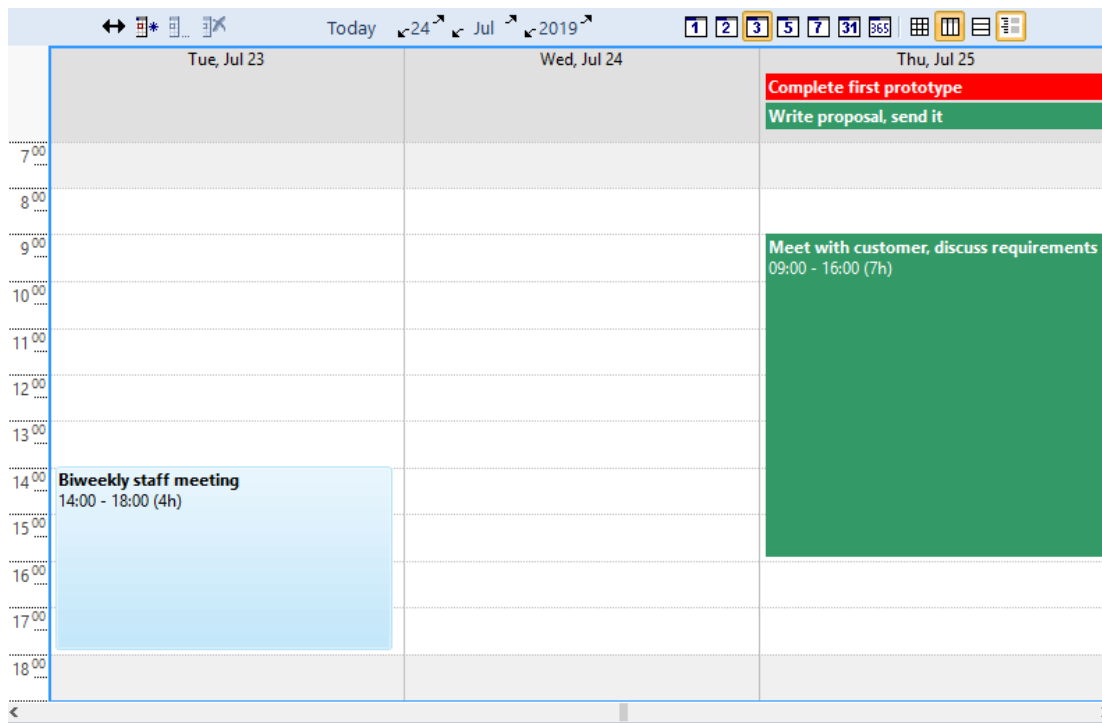 Today 24 Jul 2019 1 2 3 5 7 31 365
Tue, Jul 23 Wed, Jul 24 Thu, Jul 25
Complete first prototype
Write proposal, send it
7 00
8 00
9 00 Meet with customer, discuss requirements
09:00 - 16:00 (7h)
10 00
11 00
12 00
13 00
14 00 Biweekly staff meeting
14:00 - 18:00 (4h)
15 00
16 00
17 00
18 00